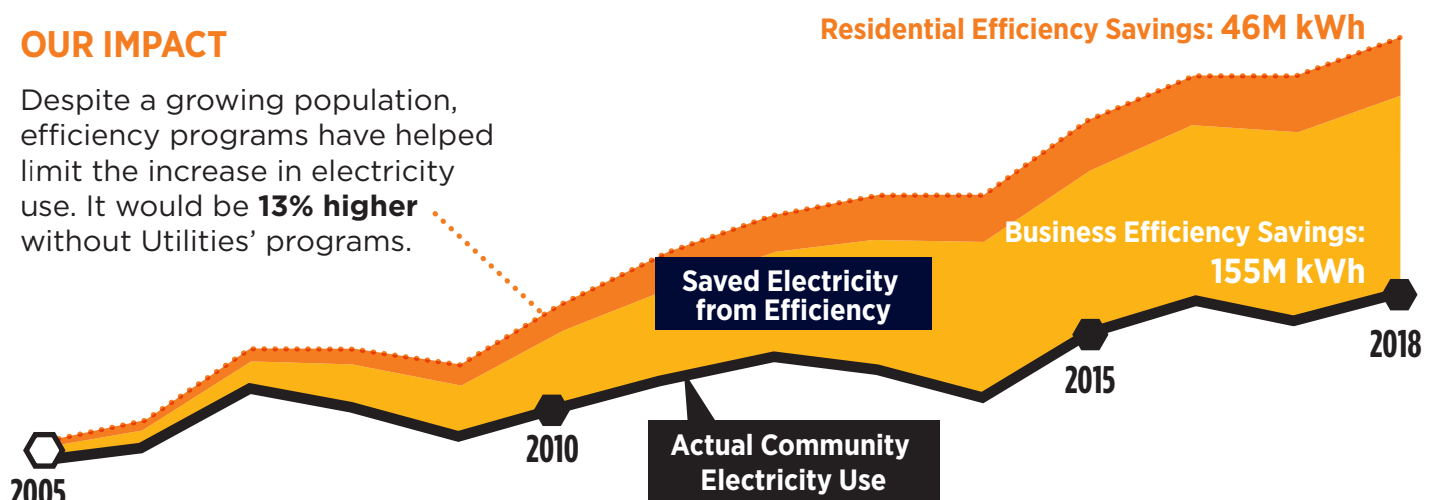 OUR IMPACT
Despite a growing population,
efficiency programs have helped
limit the increase in electricity
use. It would be 13% higher
without Utilities’ programs.
Residential Efficiency Savings: 46M kWh
Business Efficiency Savings:
155M kWh
Saved Electricity
from Efficiency
Actual Community
Electricity Use
2005
2010
2015
2018